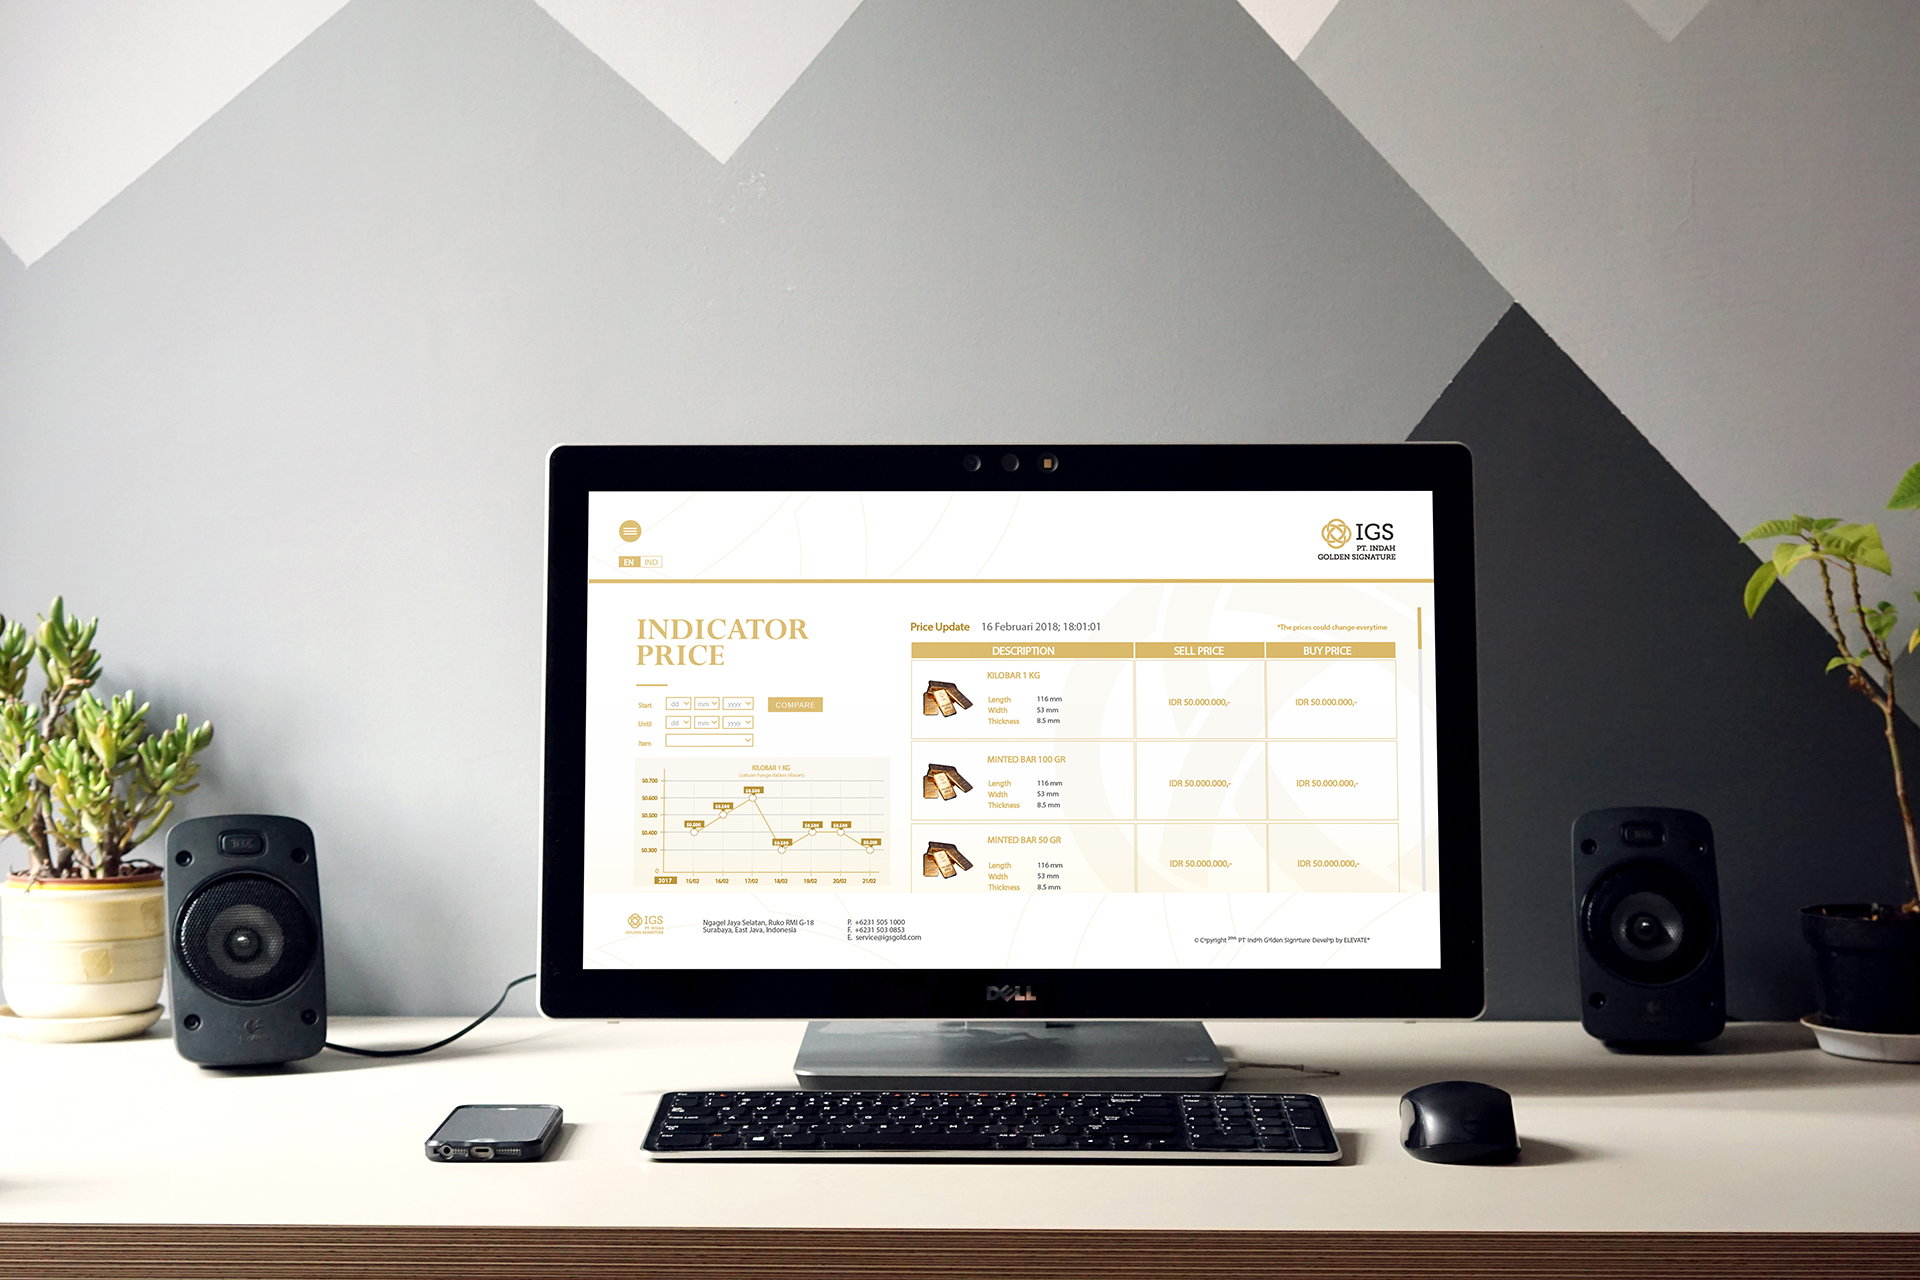 IGS
PT. INDAH
GOLDEN SIGNATURE
EN IND
INDICATOR
PRICE
Start dd mm yyyy COMPARE
Until dd mm yyyy
Item
KILOBAR 1 KG
(satuan harga dalam ribuan)
50.700
50.600
50.500
50.400
50.300
0
2017 15/02 16/02 17/02 18/02 19/02 20/02 21/02
Price Update 16 Februari 2018; 18:01:01 *The prices could change everytime
DESCRIPTION SELL PRICE BUY PRICE
KILOBAR 1 KG
Length 116 mm
Width 53 mm
Thickness 8.5 mm
IDR 50.000.000,- IDR 50.000.000,-
MINTED BAR 100 GR
Length 116 mm
Width 53 mm
Thickness 8.5 mm
IDR 50.000.000,- IDR 50.000.000,-
MINTED BAR 50 GR
Length 116 mm
Width 53 mm
Thickness 8.5 mm
IDR 50.000.000,- IDR 50.000.000,-
IGS
PT. INDAH
GOLDEN SIGNATURE
Ngagel Jaya Selatan, Ruko RMI G-18
Surabaya, East Java, Indonesia
P. +6231 505 1000
F. +6231 503 0853
E. service@igsgold.com
by ELEVATE*
DELL